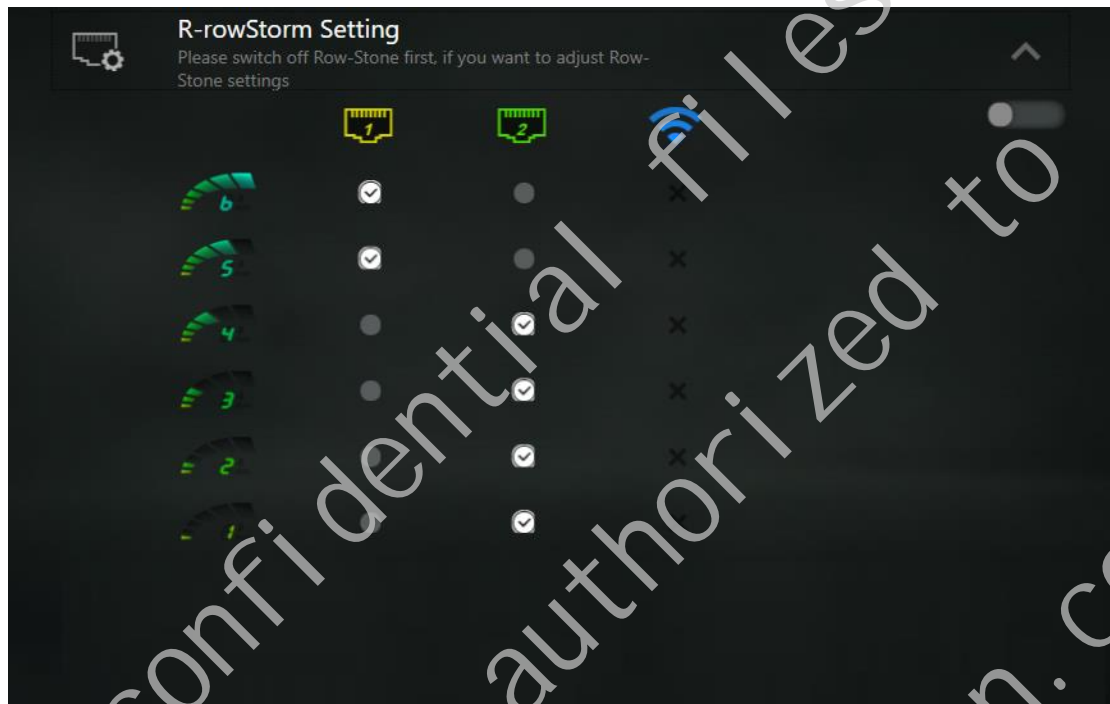 R-rowStorm Setting
Please switch off Row-Stone first, if you want to adjust Row-
Stone settings
1 2
6
5
4
3
2
1
confidential files
authorized to
n. co